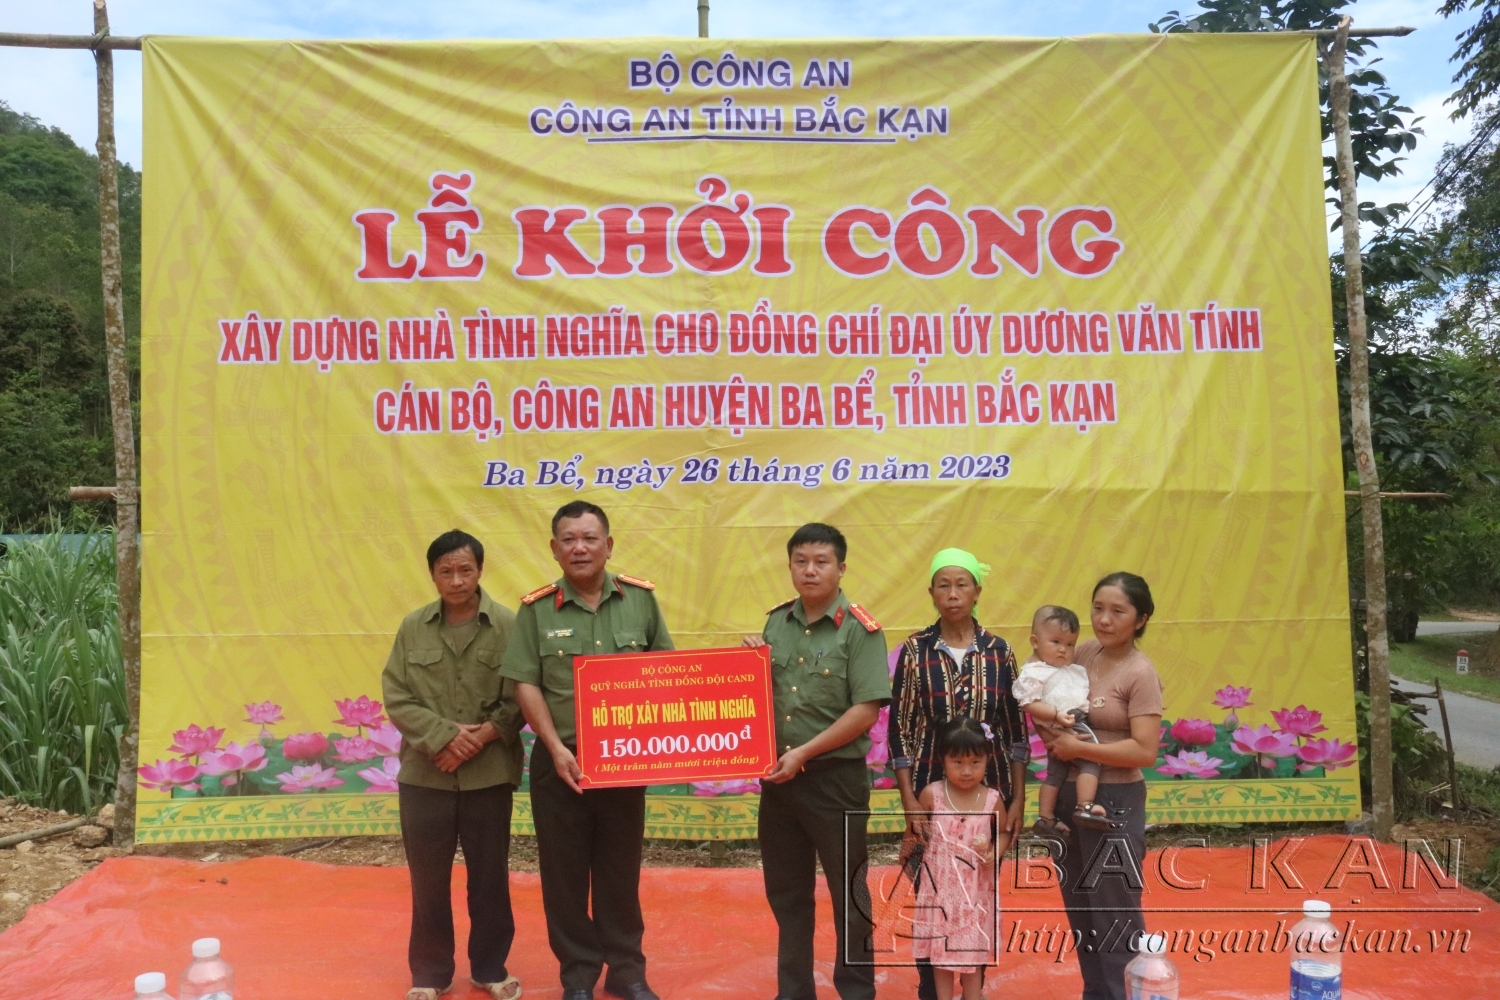 BỘ CÔNG AN
CÔNG AN TỈNH BẮC KẠN
LỄ KHỞI CÔNG
XÂY DỰNG NHÀ TÌNH NGHĨA CHO ĐỒNG CHÍ ĐẠI ÚY DƯƠNG VĂN TÍNH
CÁN BỘ, CÔNG AN HUYỆN BA BỂ, TỈNH BẮC KẠN
Ba Bể, ngày 26 tháng 6 năm 2023
BỘ CÔNG AN
QUỸ NGHĨA TÌNH ĐỒNG ĐỘI CAND
HỖ TRỢ XÂY NHÀ TÌNH NGHĨA
150.000.000đ
( Một trăm năm mươi triệu đồng)
CA BẮC KẠN
http://conganbackan.vn